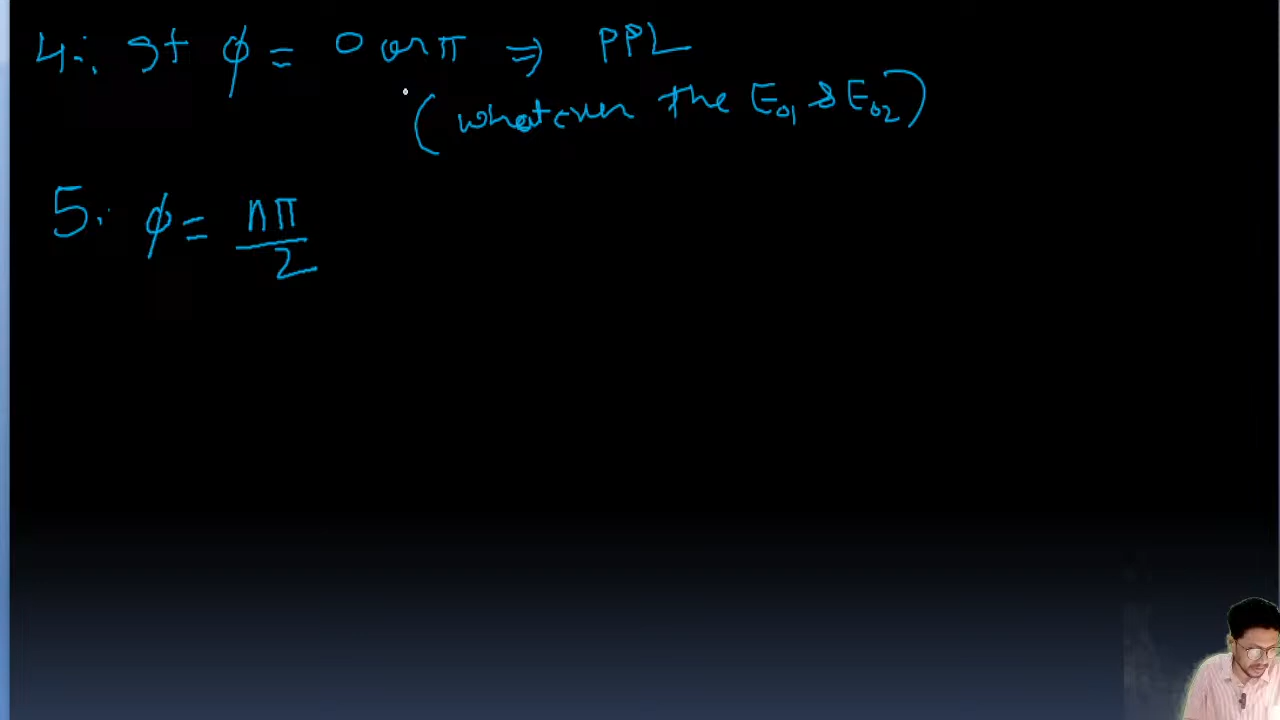 4:. If ϕ = 0 or π ⇒ PPL
(whatever the E₀₁ & E₀₂)
5. ϕ = nπ/2